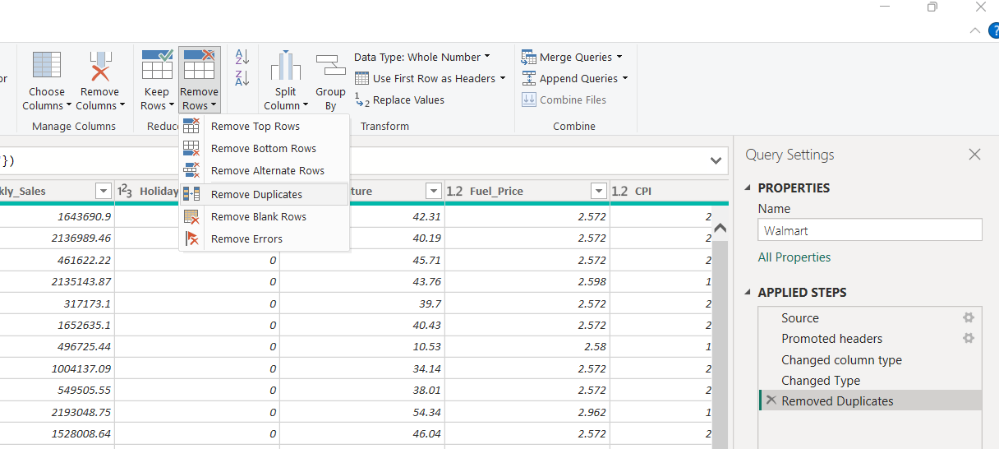 ?
or
Choose Columns
Remove Columns
Keep Rows
Remove Rows
A
Z
Z
A
Split Column
Group By
Data Type: Whole Number
Use First Row as Headers
1 2 Replace Values
Merge Queries
Append Queries
Combine Files
Manage Columns
Reduc
Transform
Combine
Remove Top Rows
Remove Bottom Rows
Remove Alternate Rows
Remove Duplicates
Remove Blank Rows
Remove Errors
"})
kly_Sales 123 Holiday ture 1.2 Fuel_Price 1.2 CPI
1643690.9 42.31 2.572 2
2136989.46 40.19 2.572 2
461622.22 0 45.71 2.572 2
2135143.87 0 43.76 2.598 1
317173.1 0 39.7 2.572 2
1652635.1 0 40.43 2.572 2
496725.44 0 10.53 2.58 1
1004137.09 0 34.14 2.572 2
549505.55 0 38.01 2.572 2
2193048.75 0 54.34 2.962 1
1528008.64 0 46.04 2.572 2
Query Settings
PROPERTIES
Name
Walmart
All Properties
APPLIED STEPS
Source
Promoted headers
Changed column type
Changed Type
Removed Duplicates